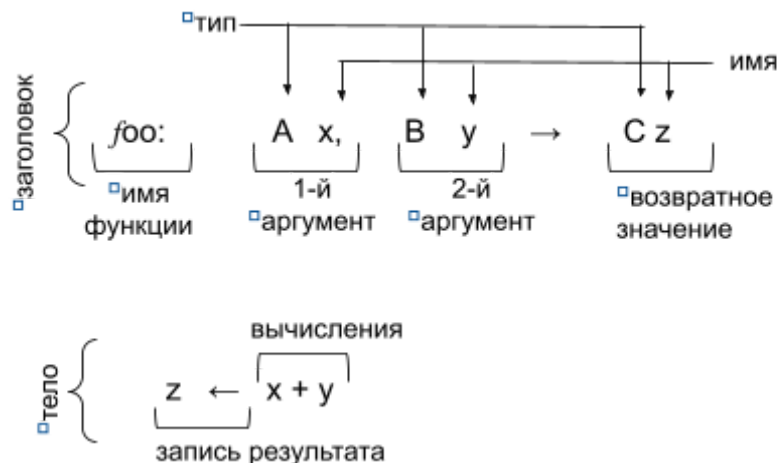 тип
имя
заголовок
foo: A x, B y → C z
имя функции
1-й аргумент
2-й аргумент
возвратное значение
вычисления
тело
z ← x + y
запись результата